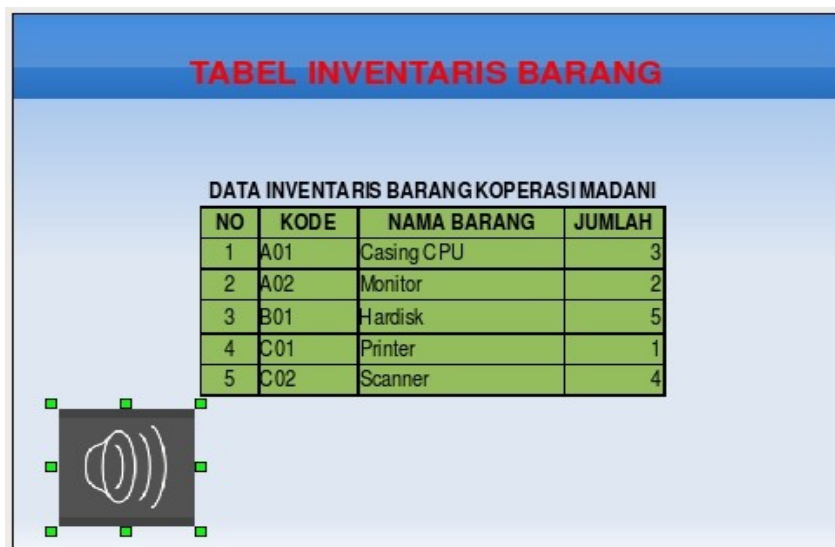 TABEL INVENTARIS BARANG
DATA INVENTARIS BARANG KOPERASI MADANI
NO KODE NAMA BARANG JUMLAH
1 A01 Casing CPU 3
2 A02 Monitor 2
3 B01 Hardisk 5
4 C01 Printer 1
5 C02 Scanner 4